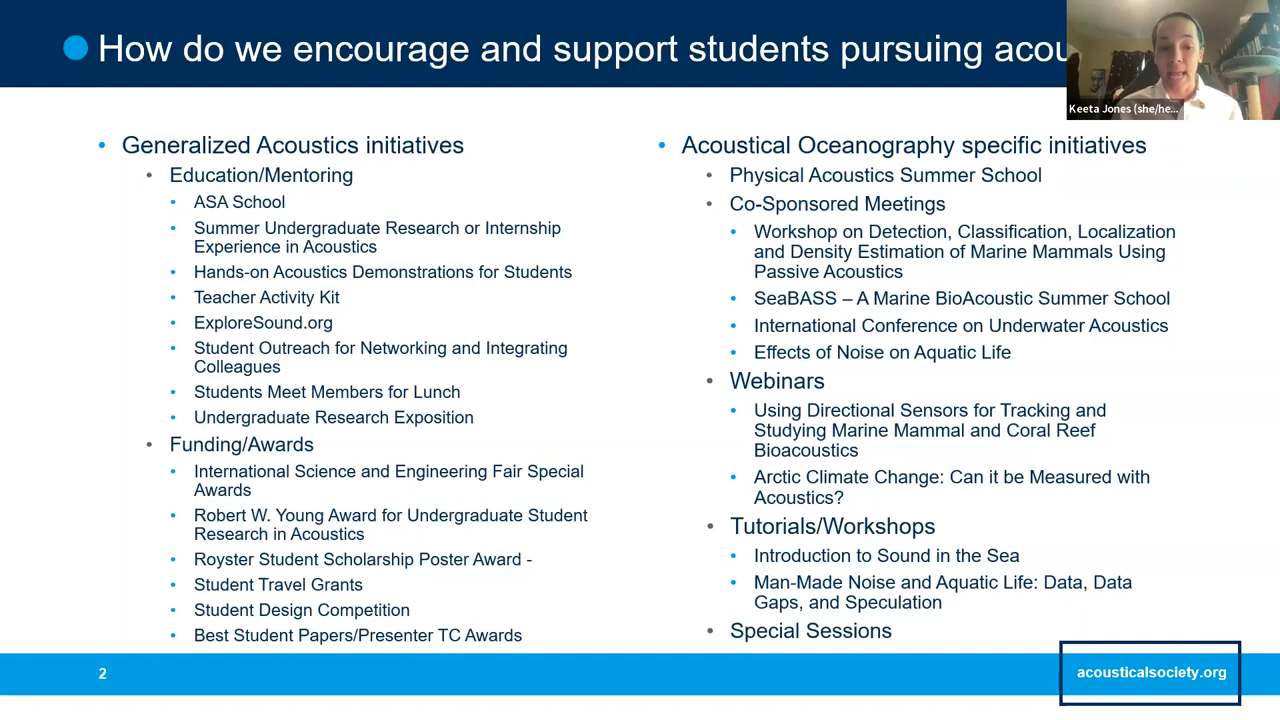 How do we encourage and support students pursuing acou
Keeta Jones (she/he...
Generalized Acoustics initiatives
Education/Mentoring
ASA School
Summer Undergraduate Research or Internship
Experience in Acoustics
Hands-on Acoustics Demonstrations for Students
Teacher Activity Kit
ExploreSound.org
Student Outreach for Networking and Integrating
Colleagues
Students Meet Members for Lunch
Undergraduate Research Exposition
Funding/Awards
International Science and Engineering Fair Special
Awards
Robert W. Young Award for Undergraduate Student
Research in Acoustics
Royster Student Scholarship Poster Award -
Student Travel Grants
Student Design Competition
Best Student Papers/Presenter TC Awards
Acoustical Oceanography specific initiatives
Physical Acoustics Summer School
Co-Sponsored Meetings
Workshop on Detection, Classification, Localization
and Density Estimation of Marine Mammals Using
Passive Acoustics
SeaBASS – A Marine BioAcoustic Summer School
International Conference on Underwater Acoustics
Effects of Noise on Aquatic Life
Webinars
Using Directional Sensors for Tracking and
Studying Marine Mammal and Coral Reef
Bioacoustics
Arctic Climate Change: Can it be Measured with
Acoustics?
Tutorials/Workshops
Introduction to Sound in the Sea
Man-Made Noise and Aquatic Life: Data, Data
Gaps, and Speculation
Special Sessions
2
acousticalsociety.org